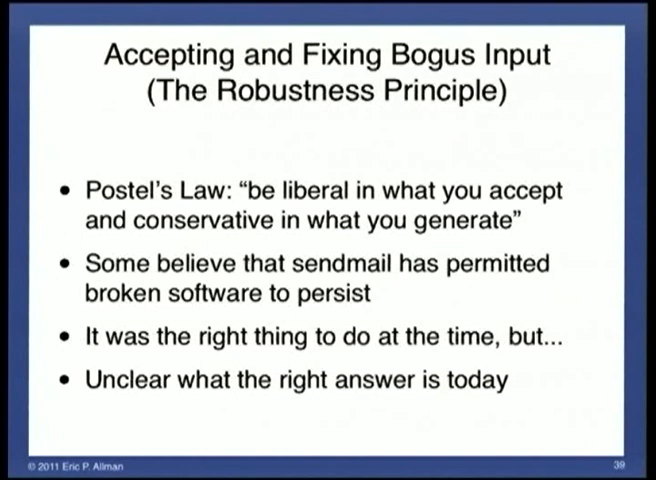 Accepting and Fixing Bogus Input
(The Robustness Principle)
• Postel's Law: “be liberal in what you accept
and conservative in what you generate”
• Some believe that sendmail has permitted
broken software to persist
• It was the right thing to do at the time, but...
• Unclear what the right answer is today
© 2011 Eric P. Allman
39